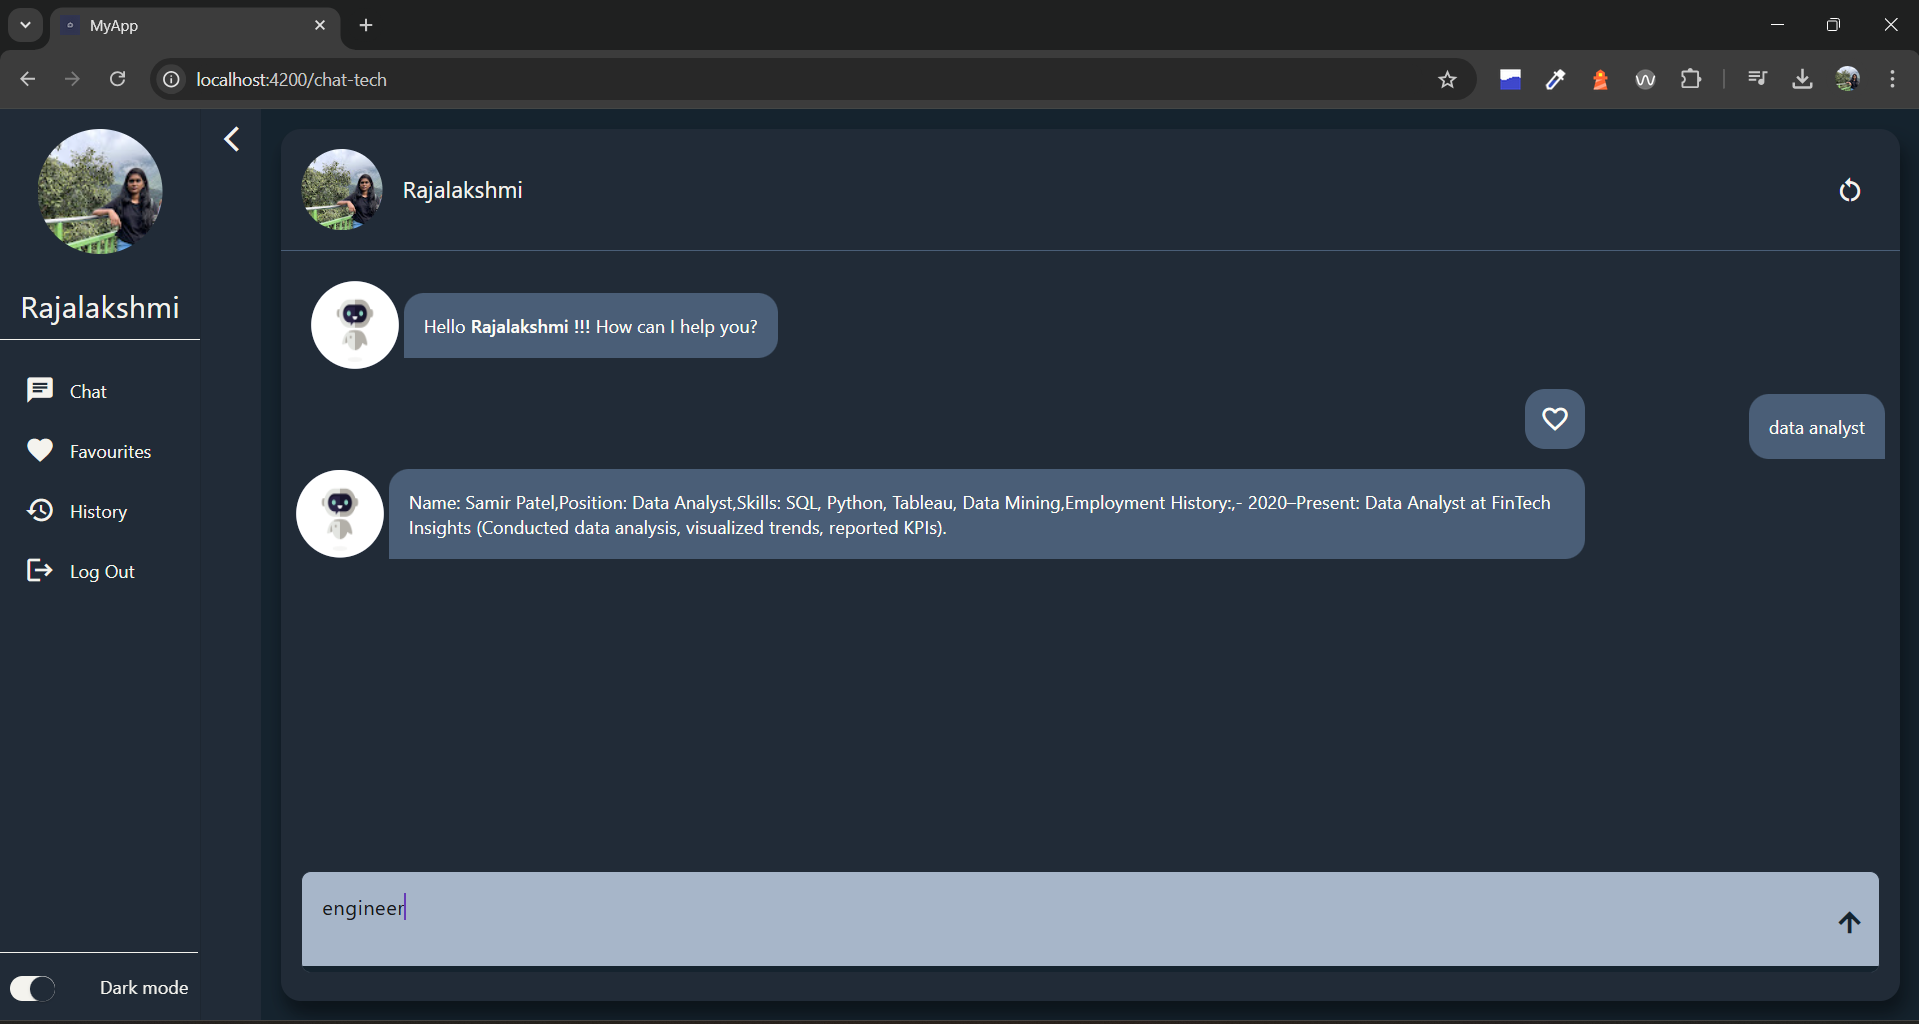 MyApp
localhost:4200/chat-tech
Rajalakshmi
Chat
Favourites
History
Log Out
Dark mode
Rajalakshmi
Hello Rajalakshmi !!! How can I help you?
data analyst
Name: Samir Patel,Position: Data Analyst,Skills: SQL, Python, Tableau, Data Mining,Employment History:,- 2020–Present: Data Analyst at FinTech
Insights (Conducted data analysis, visualized trends, reported KPIs).
engineer